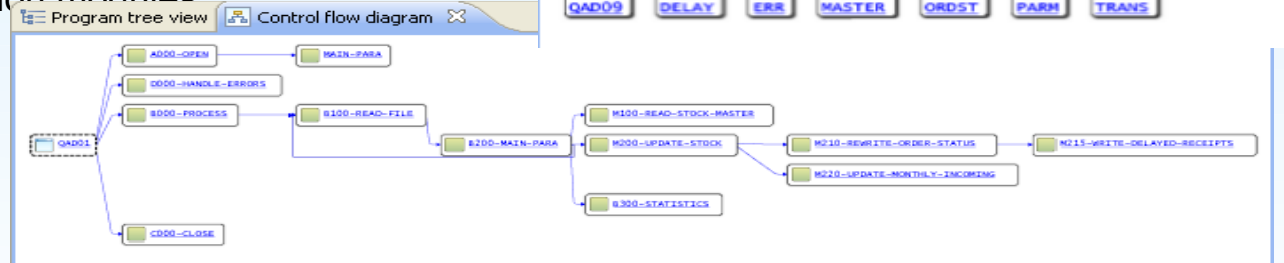 QAD09 DELAY ERR MASTER ORDST PARM TRANS
Program tree view Control flow diagram
A000-OPEN MAIN-PARA
D000-HANDLE-ERRORS
B000-PROCESS B100-READ-FILE M100-READ-STOCK-MASTER
QAD01 B200-MAIN-PARA M200-UPDATE-STOCK M210-REWRITE-ORDER-STATUS M215-WRITE-DELAYED-RECEIPTS
M220-UPDATE-MONTHLY-INCOMING
B300-STATISTICS
C000-CLOSE